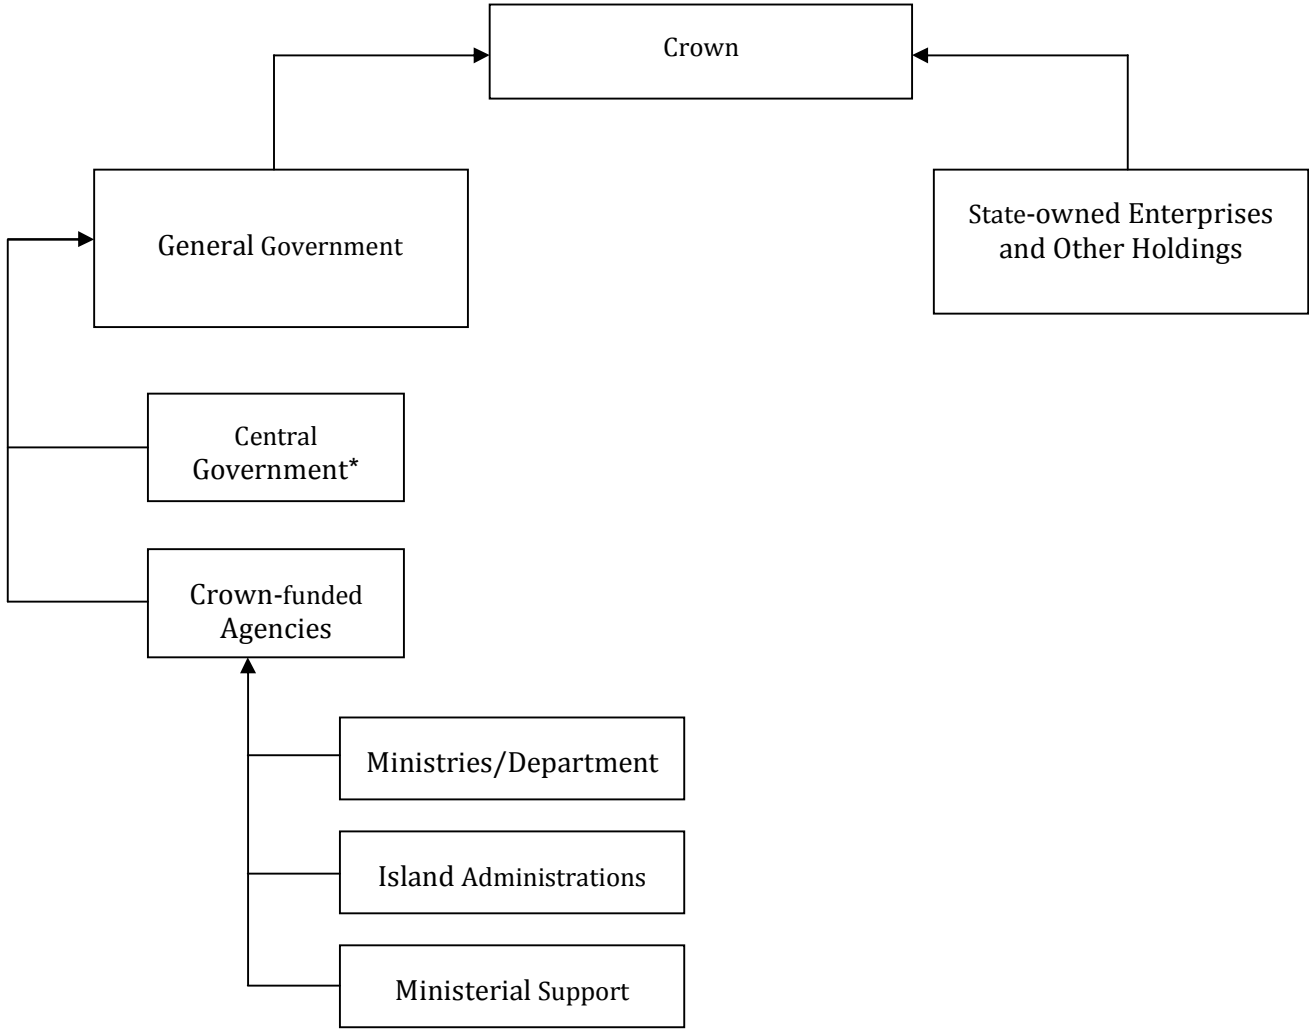 Crown
General Government
State-owned Enterprises
and Other Holdings
Central
Government*
Crown-funded
Agencies
Ministries/Department
Island Administrations
Ministerial Support